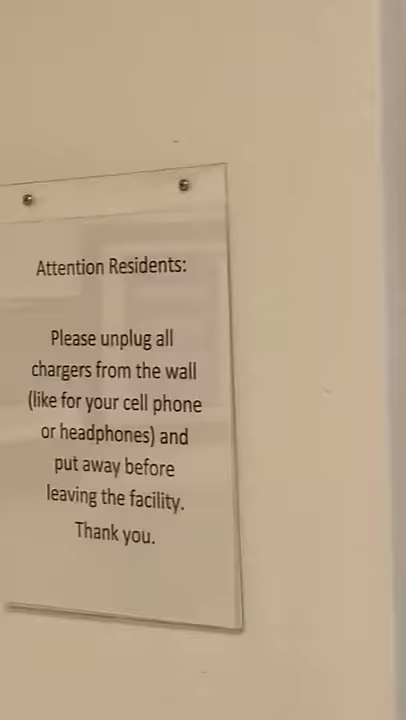 Attention Residents:
Please unplug all
chargers from the wall
(like for your cell phone
or headphones) and
put away before
leaving the facility.
Thank you.